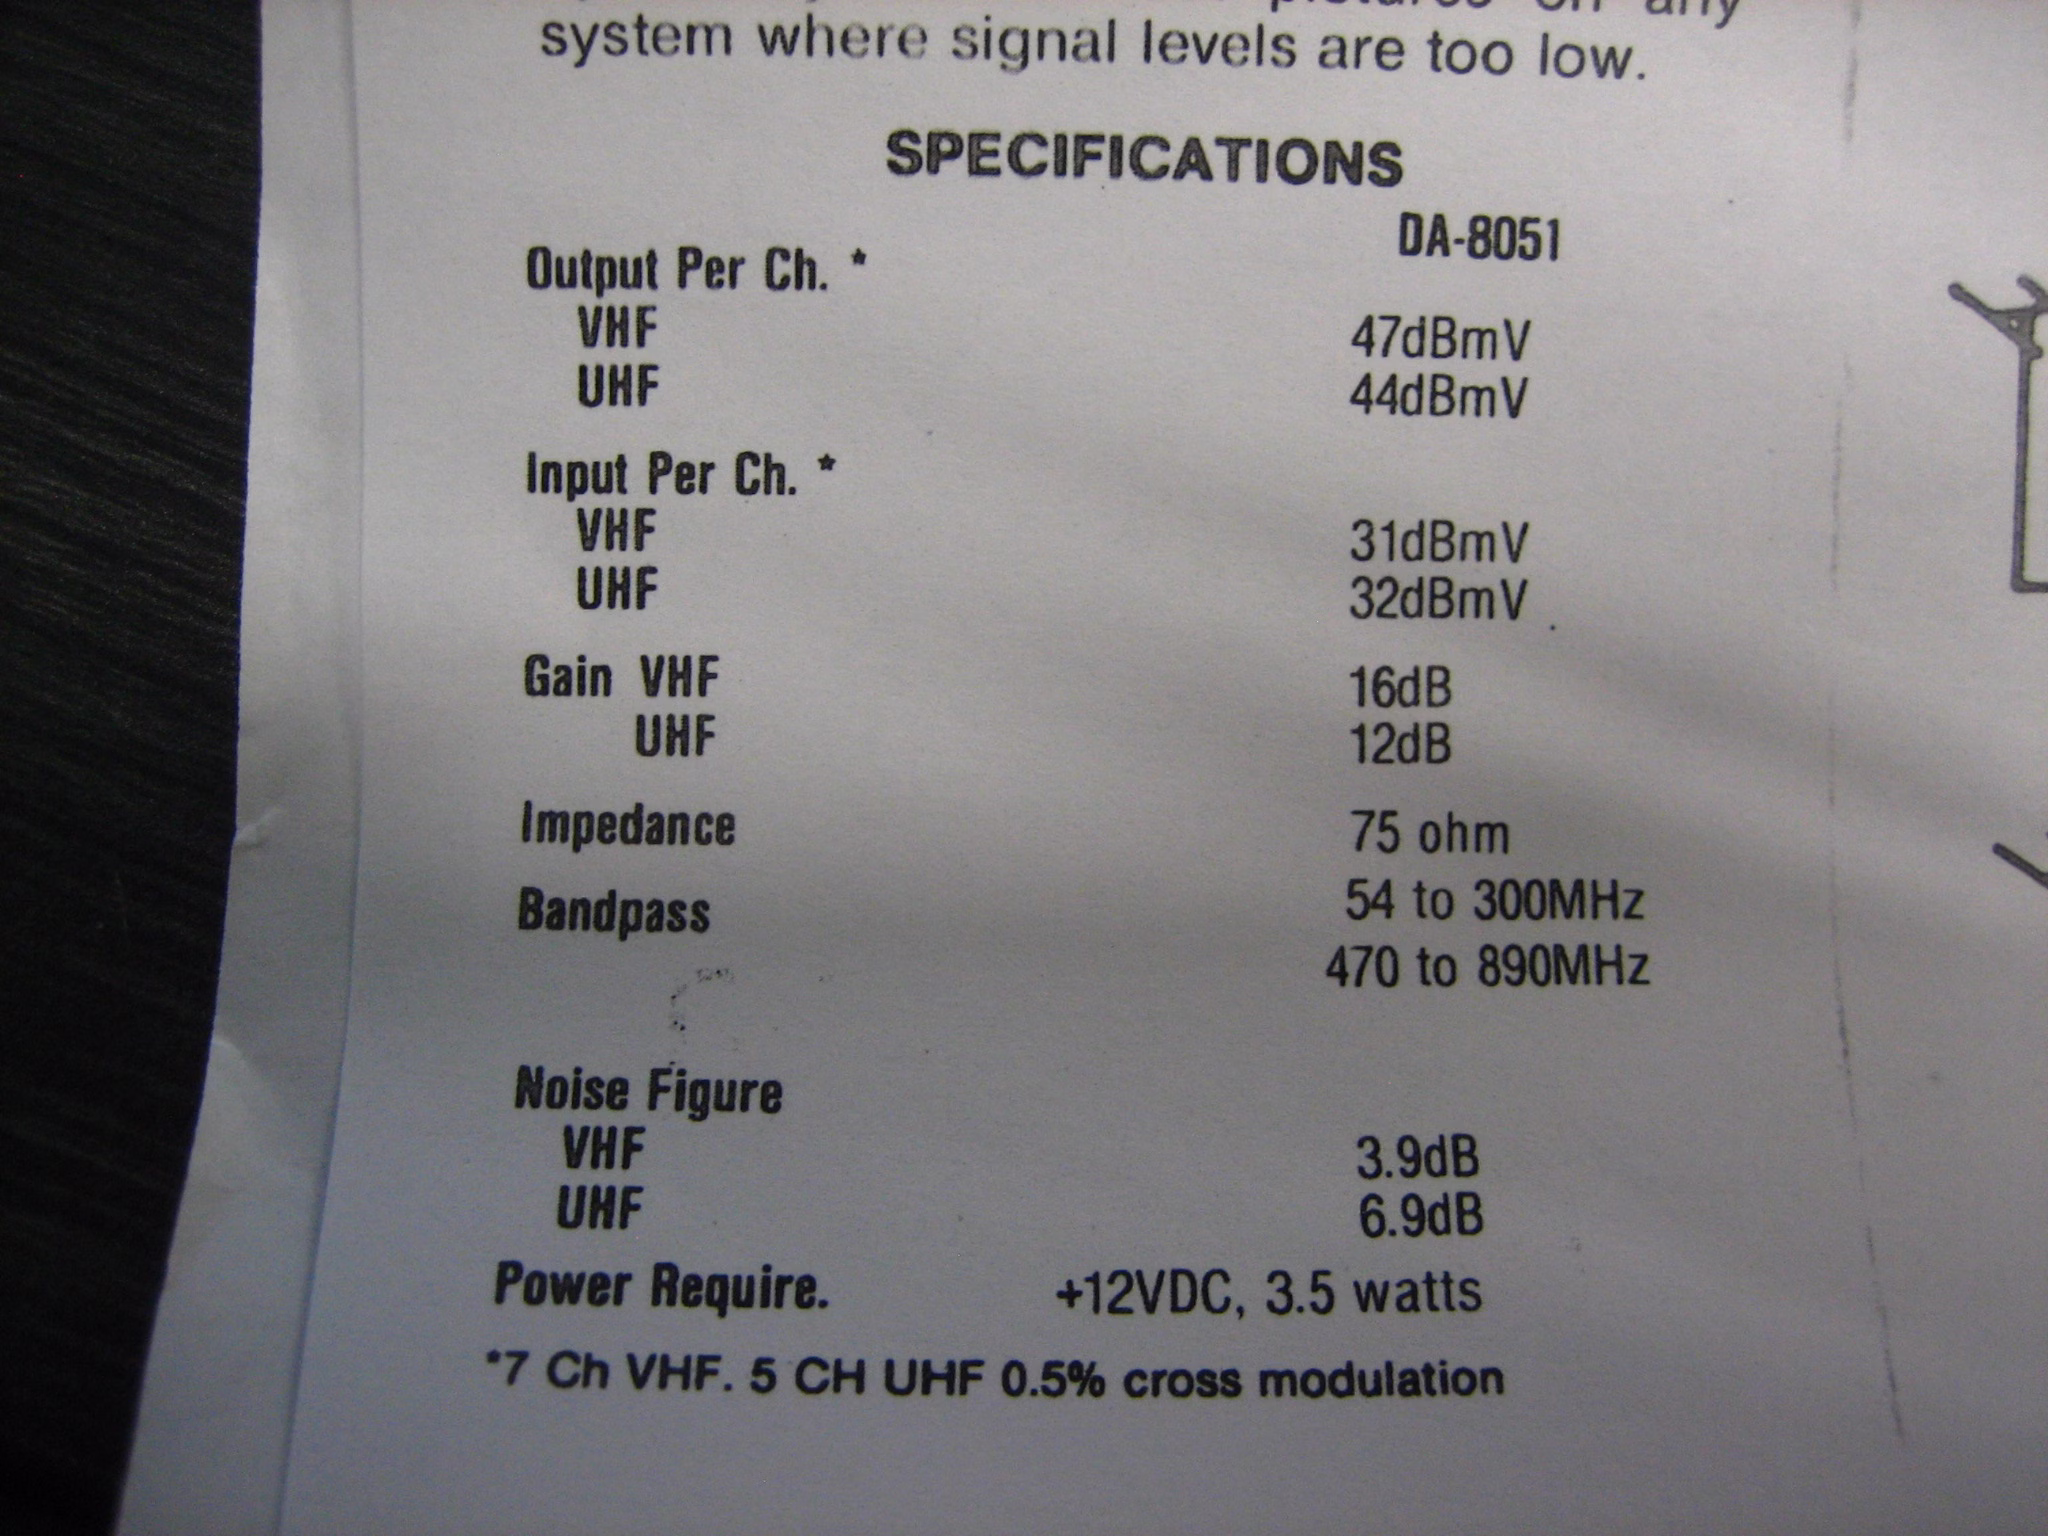 pictures on any
system where signal levels are too low.
SPECIFICATIONS
DA-8051
Output Per Ch. *
VHF 47dBmV
UHF 44dBmV
Input Per Ch. *
VHF 31dBmV
UHF 32dBmV
Gain VHF 16dB
UHF 12dB
Impedance 75 ohm
Bandpass 54 to 300MHz
470 to 890MHz
Noise Figure
VHF 3.9dB
UHF 6.9dB
Power Require. +12VDC, 3.5 watts
*7 Ch VHF. 5 CH UHF 0.5% cross modulation